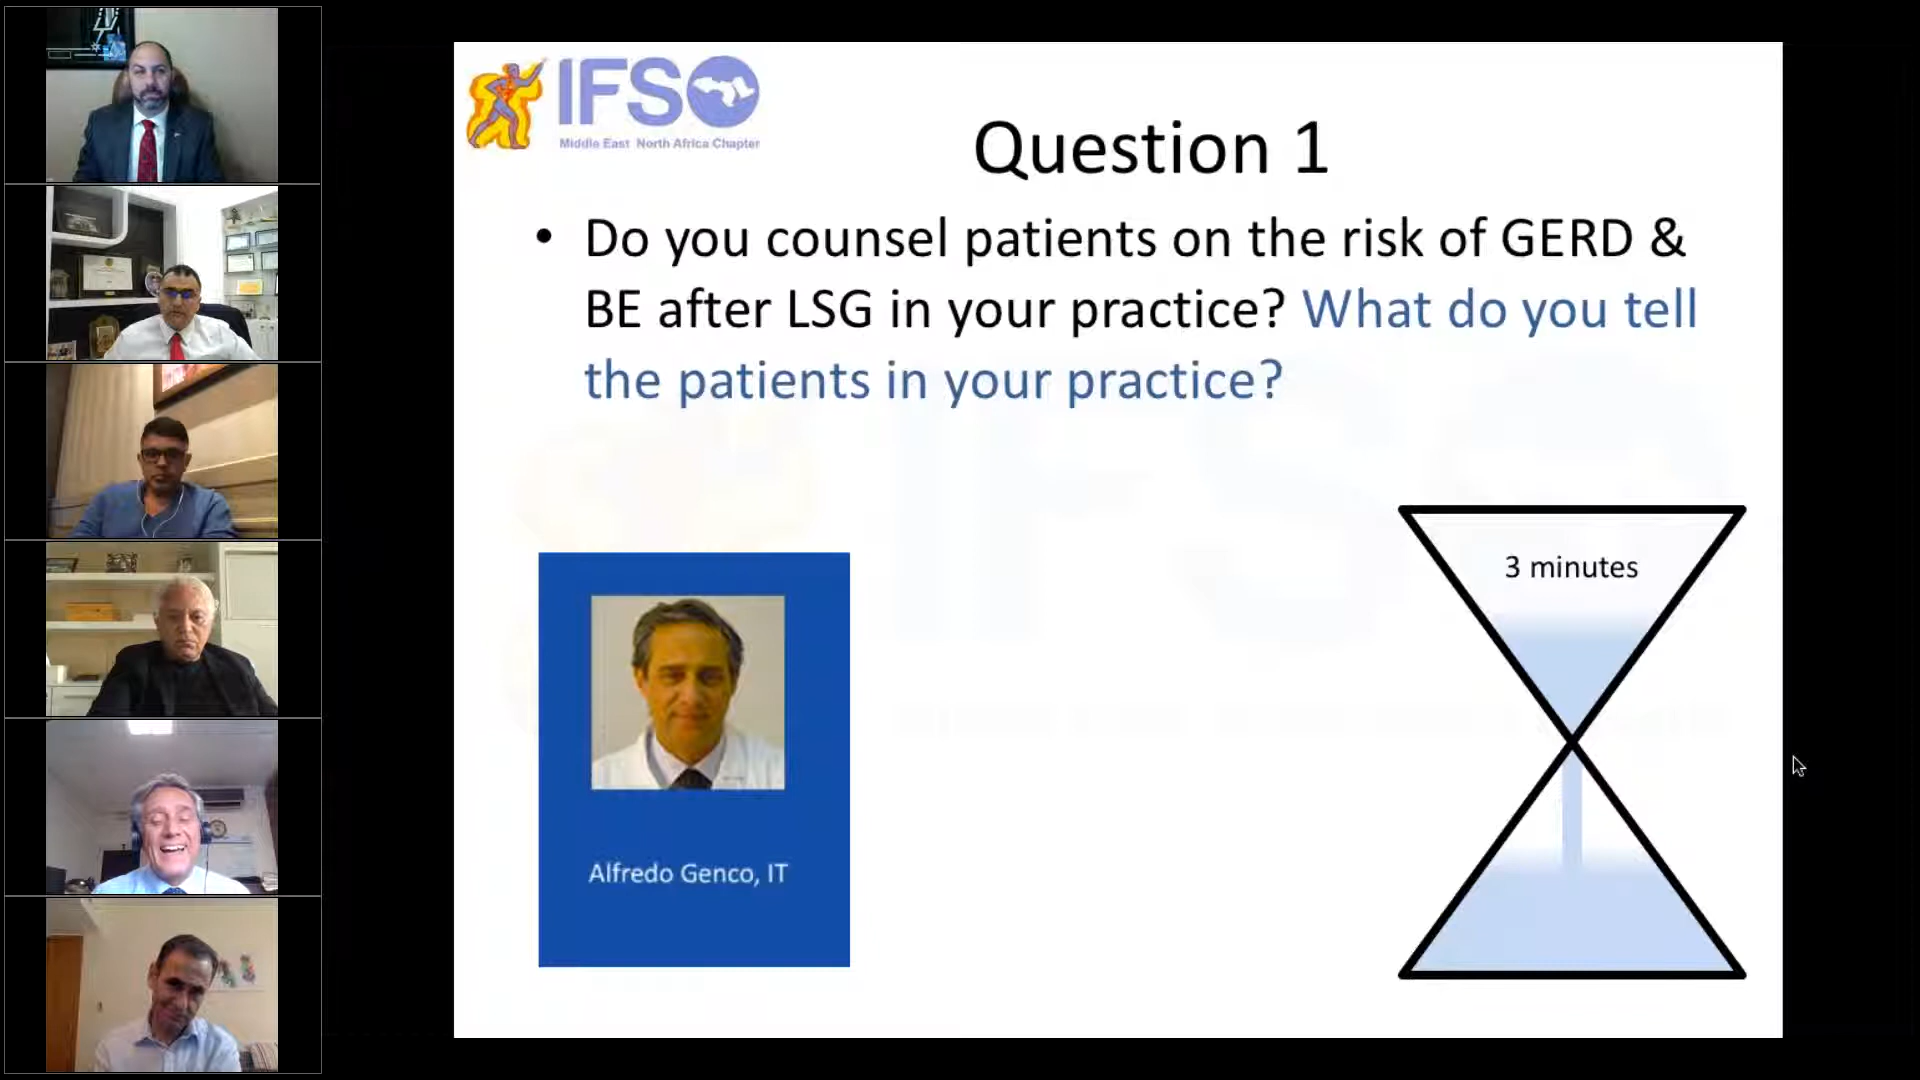 IFSO
Middle East North Africa Chapter
Question 1
• Do you counsel patients on the risk of GERD &
BE after LSG in your practice? What do you tell
the patients in your practice?
3 minutes
Alfredo Genco, IT